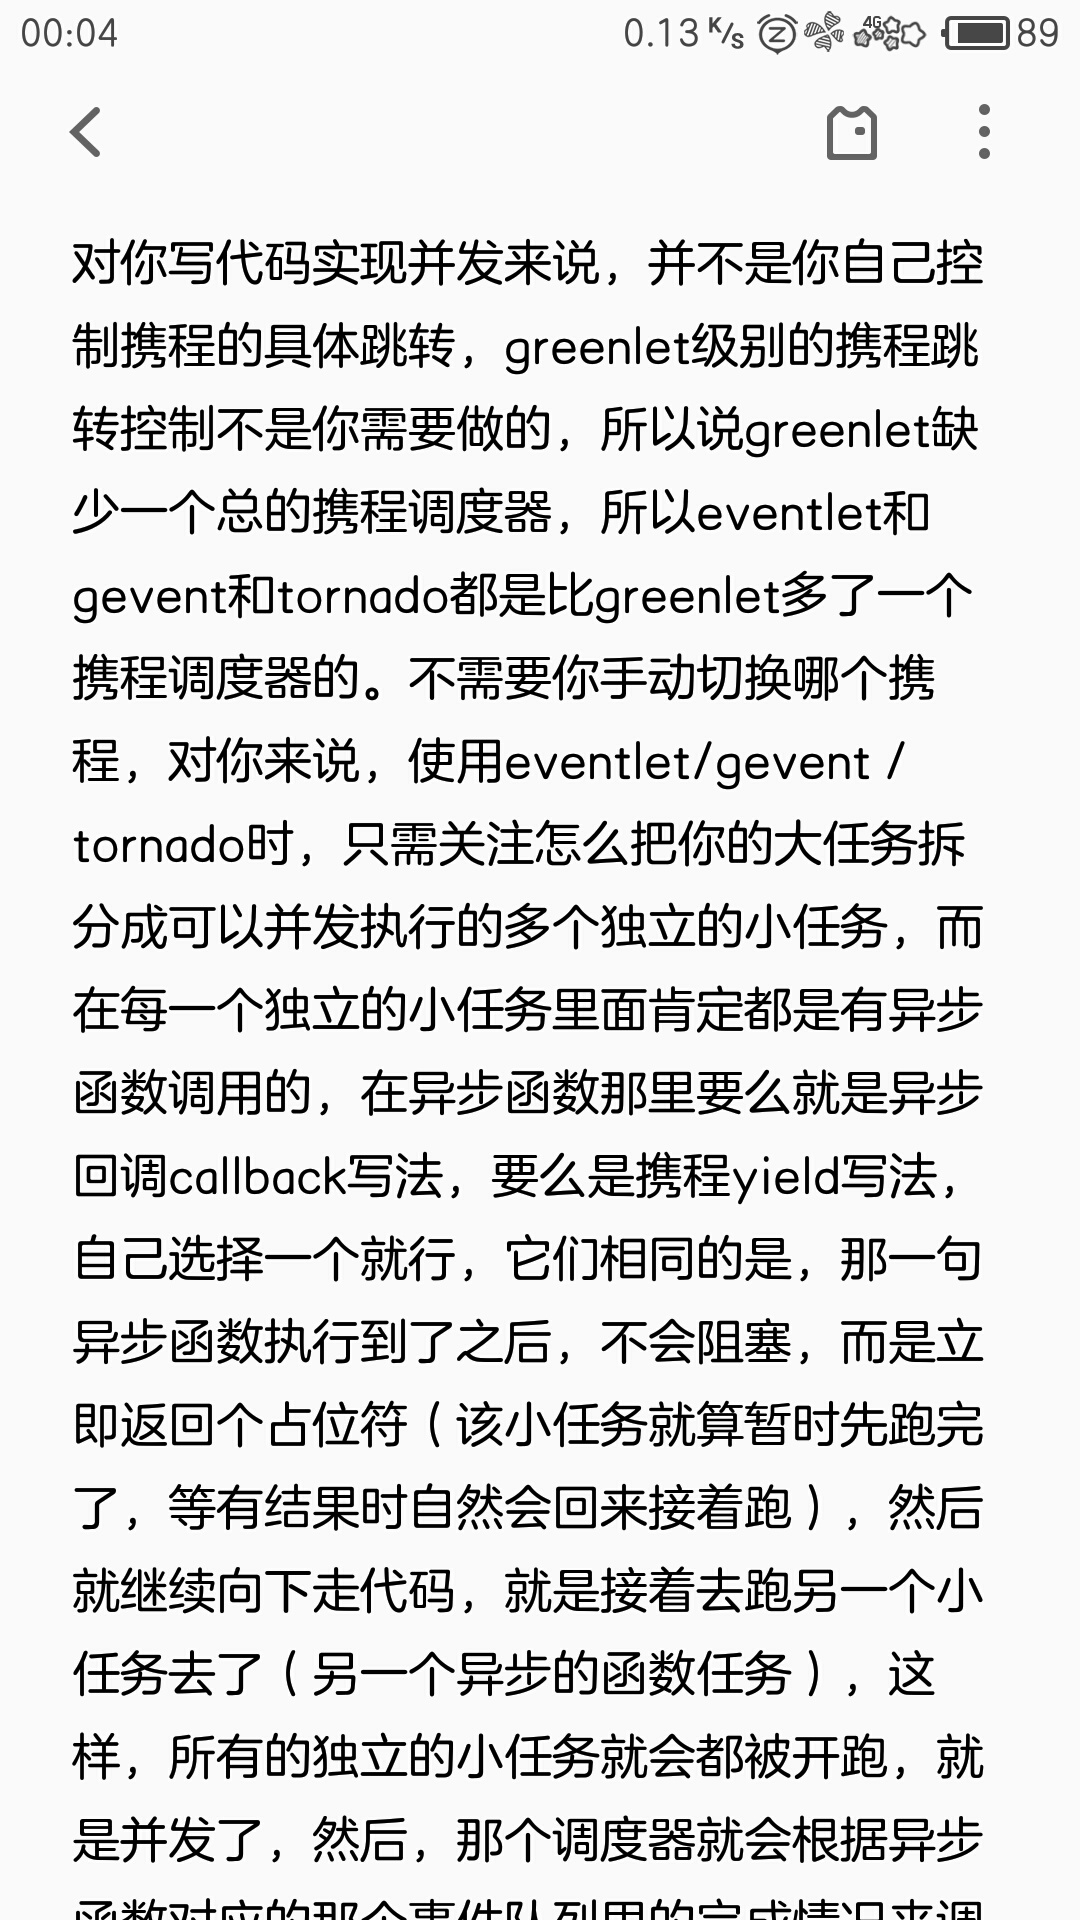 00:04
0.13 K/s
4G
89
对你写代码实现并发来说，并不是你自己控
制携程的具体跳转，greenlet级别的携程跳
转控制不是你需要做的，所以说greenlet缺
少一个总的携程调度器，所以eventlet和
gevent和tornado都是比greenlet多了一个
携程调度器的。不需要你手动切换哪个携
程，对你来说，使用eventlet/gevent /
tornado时，只需关注怎么把你的大任务拆
分成可以并发执行的多个独立的小任务，而
在每一个独立的小任务里面肯定都是有异步
函数调用的，在异步函数那里要么就是异步
回调callback写法，要么是携程yield写法，
自己选择一个就行，它们相同的是，那一句
异步函数执行到了之后，不会阻塞，而是立
即返回个占位符（该小任务就算暂时先跑完
了，等有结果时自然会回来接着跑），然后
就继续向下走代码，就是接着去跑另一个小
任务去了（另一个异步的函数任务），这
样，所有的独立的小任务就会都被开跑，就
是并发了，然后，那个调度器就会根据异步
函数对应的那个事件队列里的完成情况来调